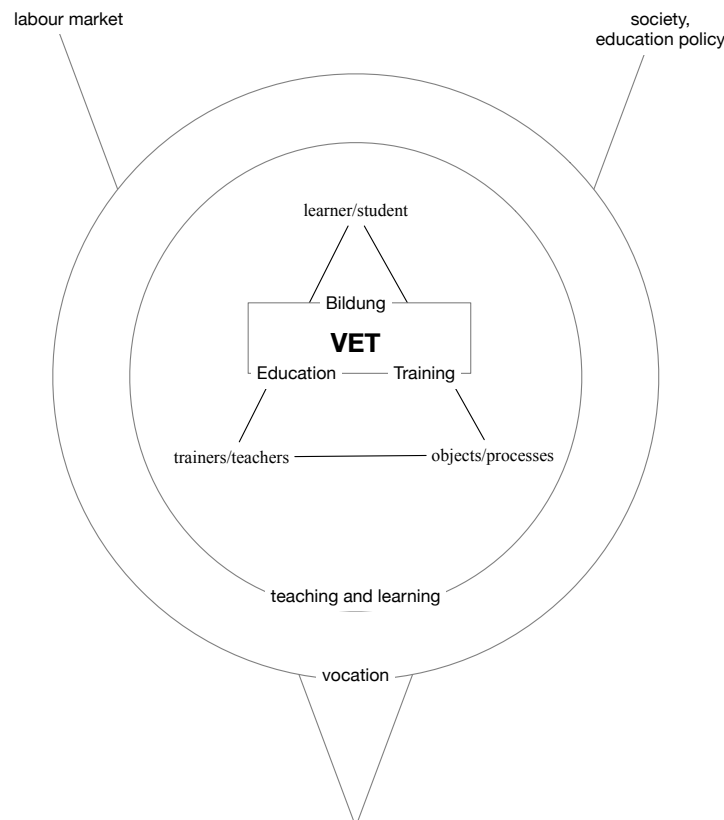 labour market
society,
education policy
learner/student
Bildung
VET
Education
Training
trainers/teachers
objects/processes
teaching and learning
vocation